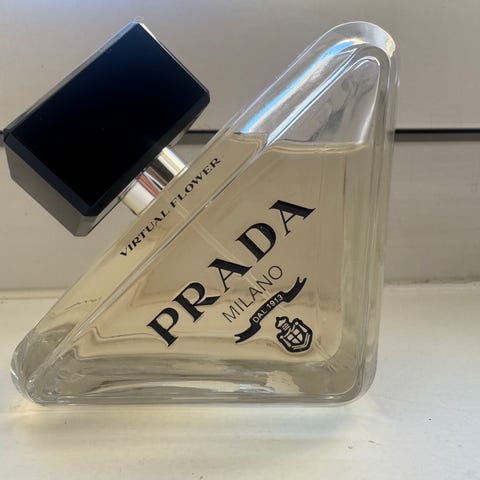 VIRTUAL FLOWER
PRADA
MILANO
DAL 1913